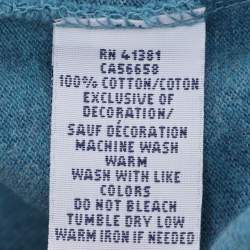 RN 41381
CA56658
100% COTTON/COTON
EXCLUSIVE OF
DECORATION/
SAUF DÉCORATION
MACHINE WASH
WARM
WASH WITH LIKE
COLORS
DO NOT BLEACH
TUMBLE DRY LOW
WARM IRON IF NEEDED